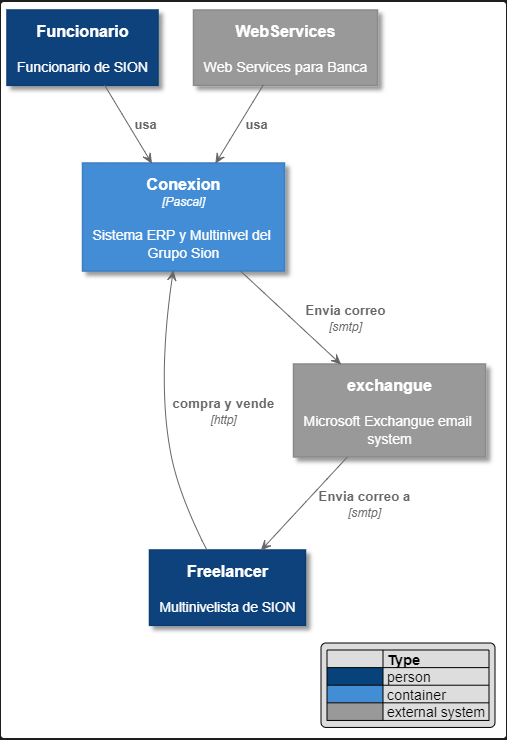 Funcionario
Funcionario de SION
WebServices
Web Services para Banca
usa
usa
Conexion
[Pascal]
Sistema ERP y Multinivel del
Grupo Sion
Envia correo
[smtp]
exchangue
Microsoft Exchangue email
system
compra y vende
[http]
Envia correo a
[smtp]
Freelancer
Multinivelista de SION
Type
person
container
external system